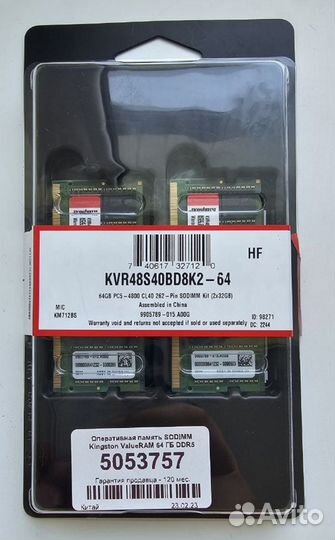 7 40617 32712 0
HF
KVR48S40BD8K2-64
64GB PC5-4800 CL40 262-Pin SODIMM Kit (2x32GB)
Assembled in China
MIC
KM712BS
9905789-015.A00G
Warranty void and returns not accepted if sold or used separately
ID: 98271
DC: 2244
Оперативная память SODIMM
Kingston ValueRAM 64 ГБ DDR5
5053757
Гарантия продавца - 120 мес.
Китай
28.02.23
Avito